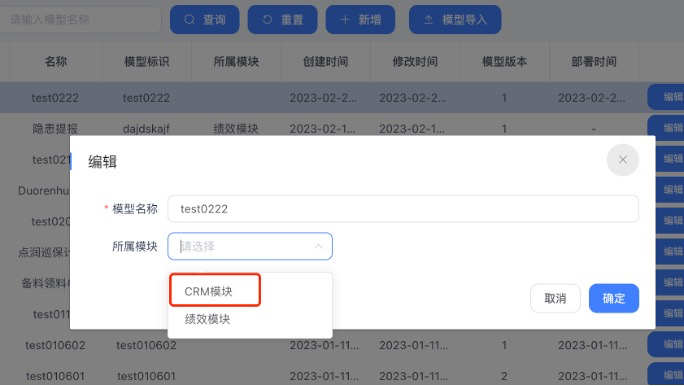 请输入模型名称 查询 重置 新增 模型导入
名称 模型标识 所属模块 创建时间 修改时间 模型版本 部署时间
test0222 test0222 2023-02-2... 2023-02-2... 1 2023-02-2... 编辑
隐患提报 dajdskajf 绩效模块 2023-02-1... 2023-02-1... 1 - 编辑
编辑
test021
编辑
Duorenhu
编辑
* 模型名称 test0222
test020
编辑
所属模块 请选择
点润巡保计
编辑
CRM模块
备料领料
编辑
取消 确定
test011
编辑
绩效模块
test010602 test010602 2023-01-11... 2023-01-11... 1 2023-01-11... 编辑
test010601 test010601 2023-01-11... 2023-01-11... 2 2023-01-11... 编辑